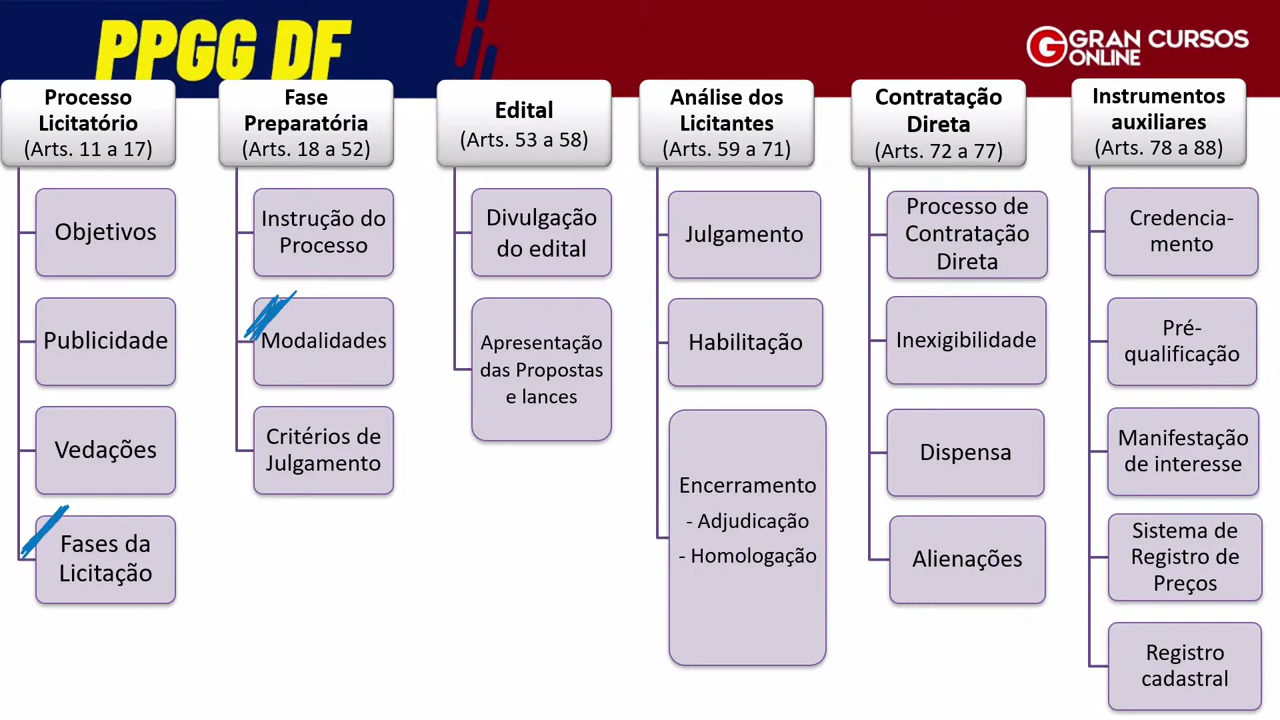 PPGG DF
GRAN CURSOS
ONLINE
Processo
Licitatório
(Arts. 11 a 17)
Objetivos
Publicidade
Vedações
Fases da
Licitação
Fase
Preparatória
(Arts. 18 a 52)
Instrução do
Processo
Modalidades
Critérios de
Julgamento
Edital
(Arts. 53 a 58)
Divulgação
do edital
Apresentação
das Propostas
e lances
Análise dos
Licitantes
(Arts. 59 a 71)
Julgamento
Habilitação
Encerramento
- Adjudicação
- Homologação
Contratação
Direta
(Arts. 72 a 77)
Processo de
Contratação
Direta
Inexigibilidade
Dispensa
Alienações
Instrumentos
auxiliares
(Arts. 78 a 88)
Credencia-
mento
Pré-
qualificação
Manifestação
de interesse
Sistema de
Registro de
Preços
Registro
cadastral